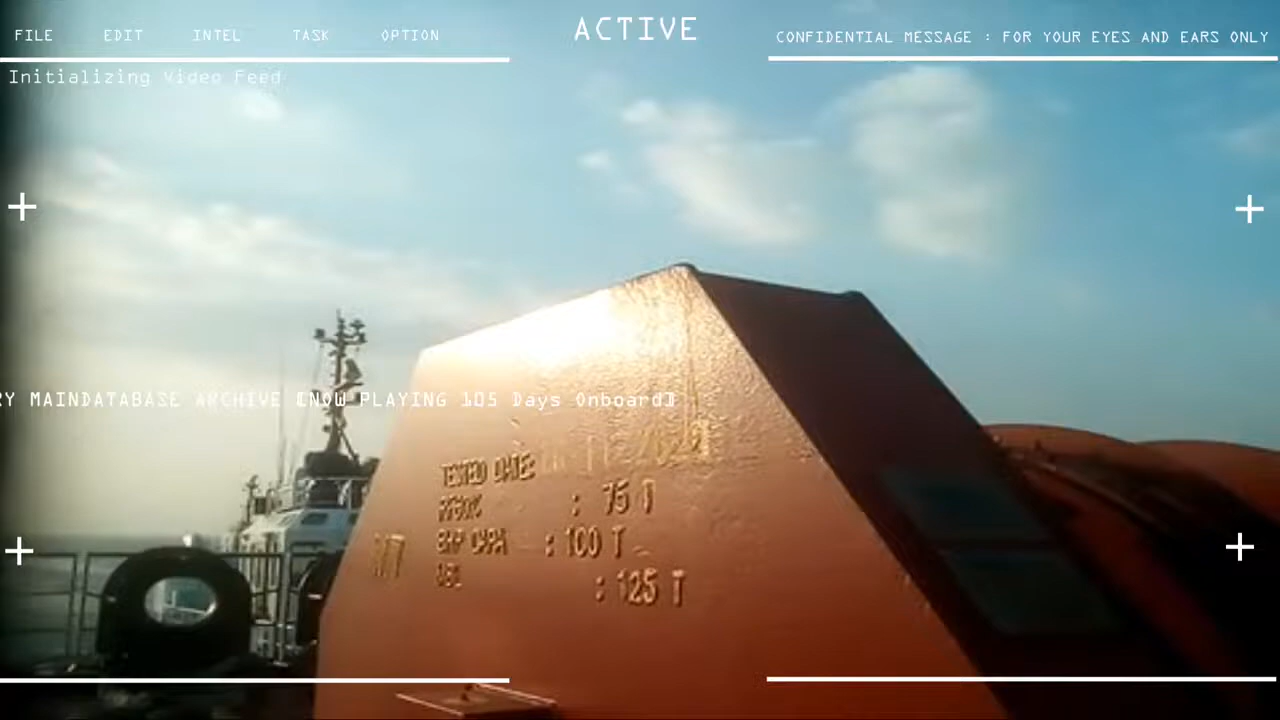 FILE EDIT INTEL TASK OPTION
ACTIVE
CONFIDENTIAL MESSAGE : FOR YOUR EYES AND EARS ONLY
Initializing Video Feed
RY MAINDATABASE ARCHIVE [NOW PLAYING 105 Days Onboard]
TESTED DATE:
: 75 T
: 100 T
: 125 T